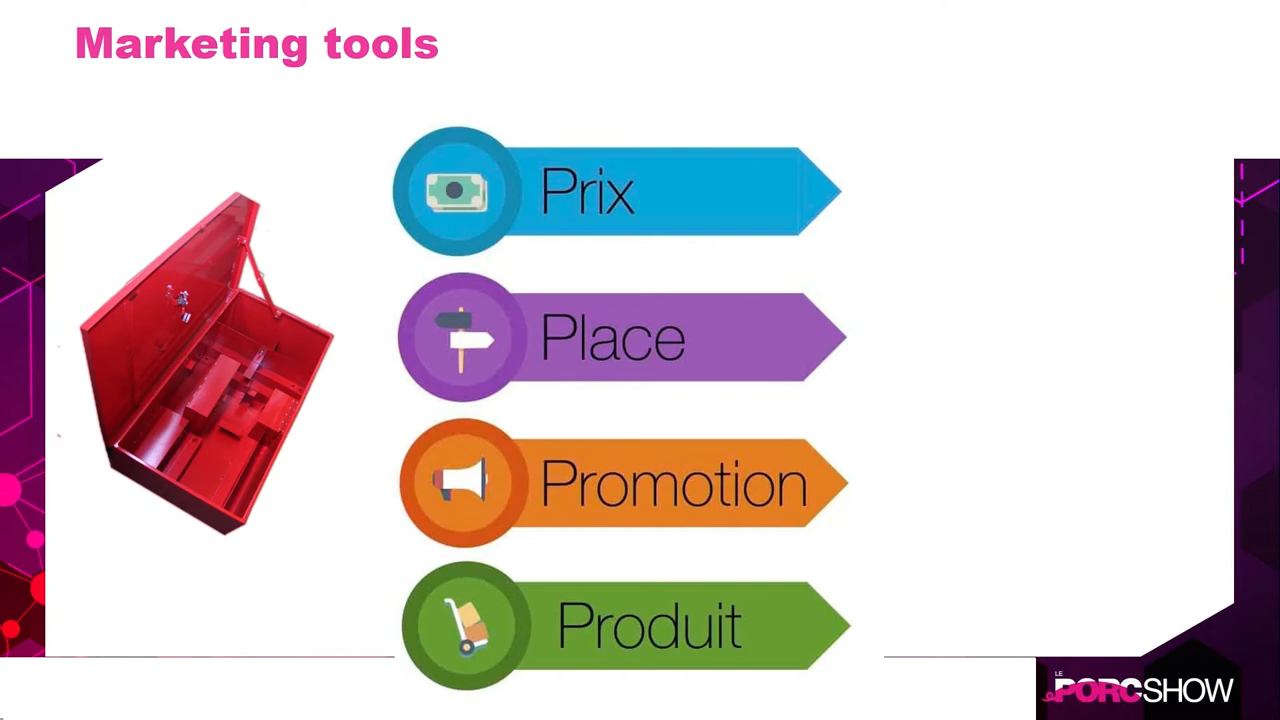 Marketing tools
Prix
Place
Promotion
Produit
LE
PORCSHOW